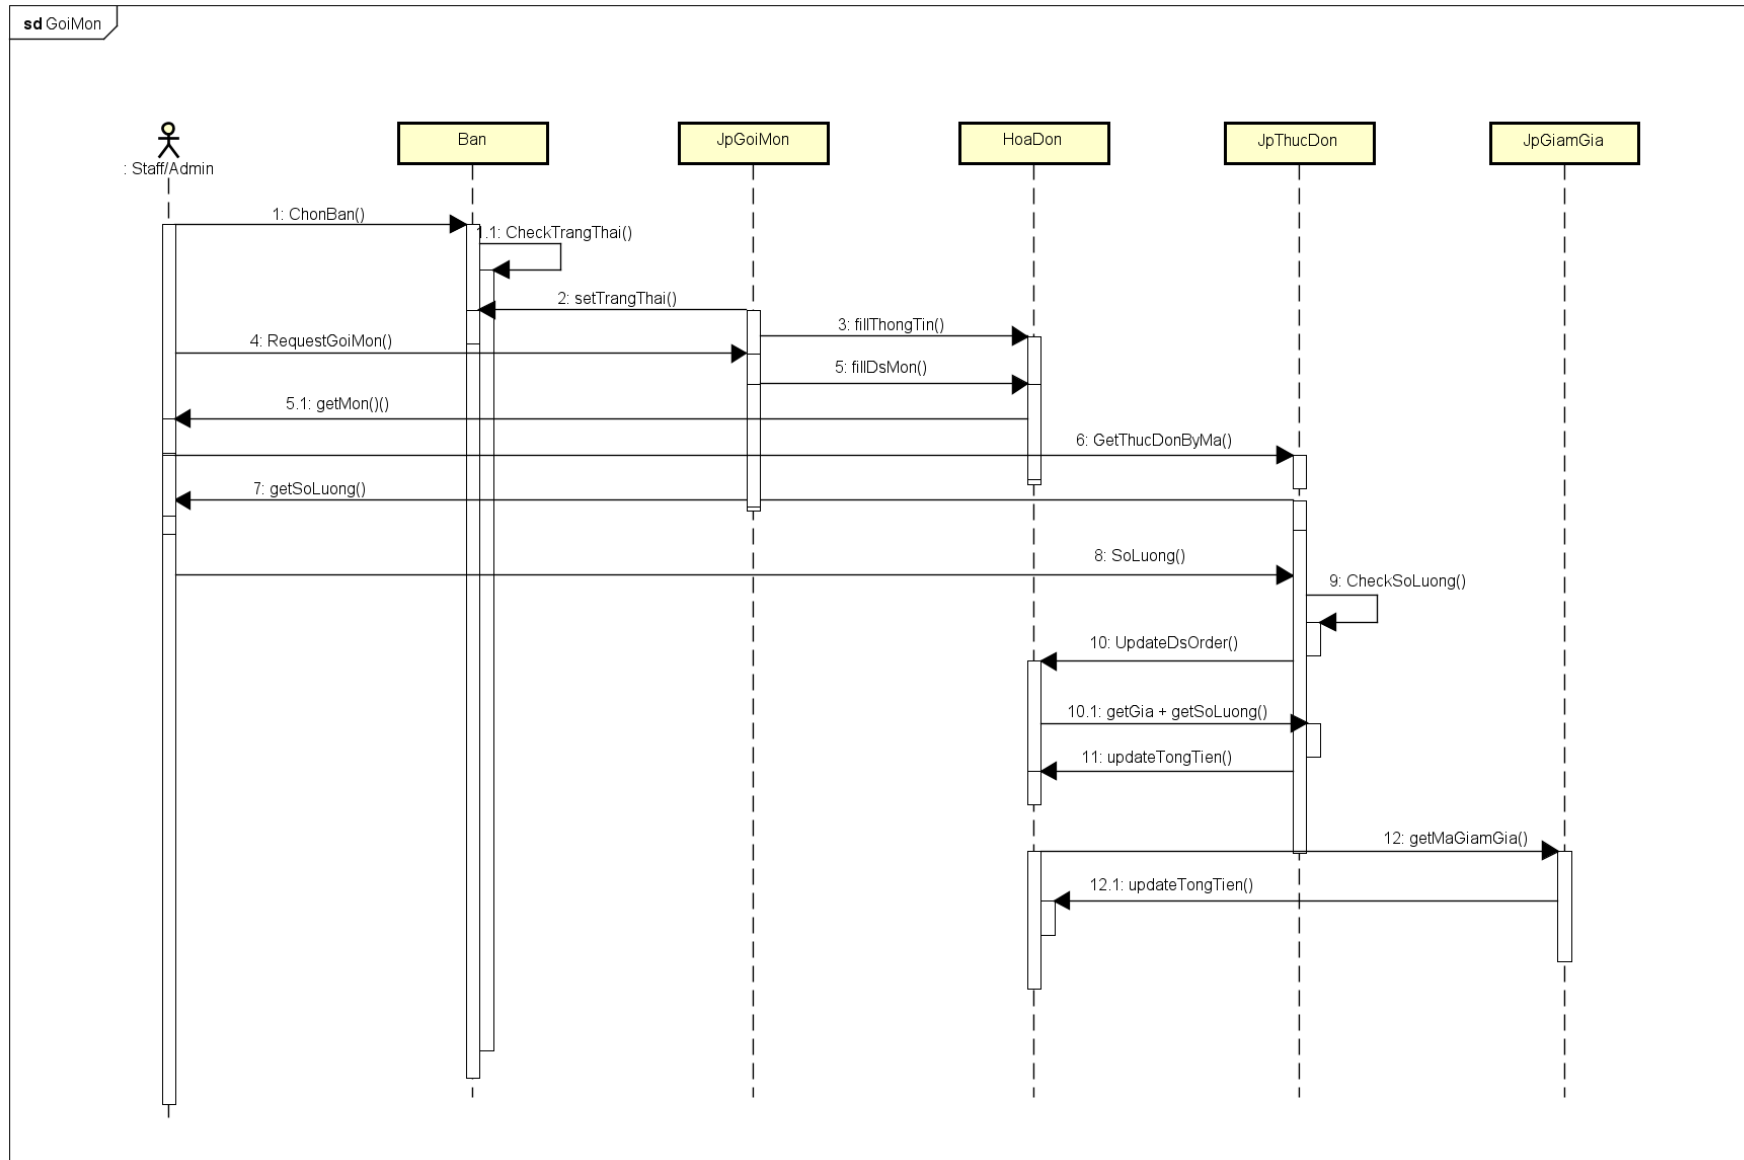 sd GoiMon
: Staff/Admin
Ban
JpGoiMon
HoaDon
JpThucDon
JpGiamGia
1: ChonBan()
1.1: CheckTrangThai()
2: setTrangThai()
3: fillThongTin()
4: RequestGoiMon()
5: fillDsMon()
5.1: getMon()()
6: GetThucDonByMa()
7: getSoLuong()
8: SoLuong()
9: CheckSoLuong()
10: UpdateDsOrder()
10.1: getGia + getSoLuong()
11: updateTongTien()
12: getMaGiamGia()
12.1: updateTongTien()